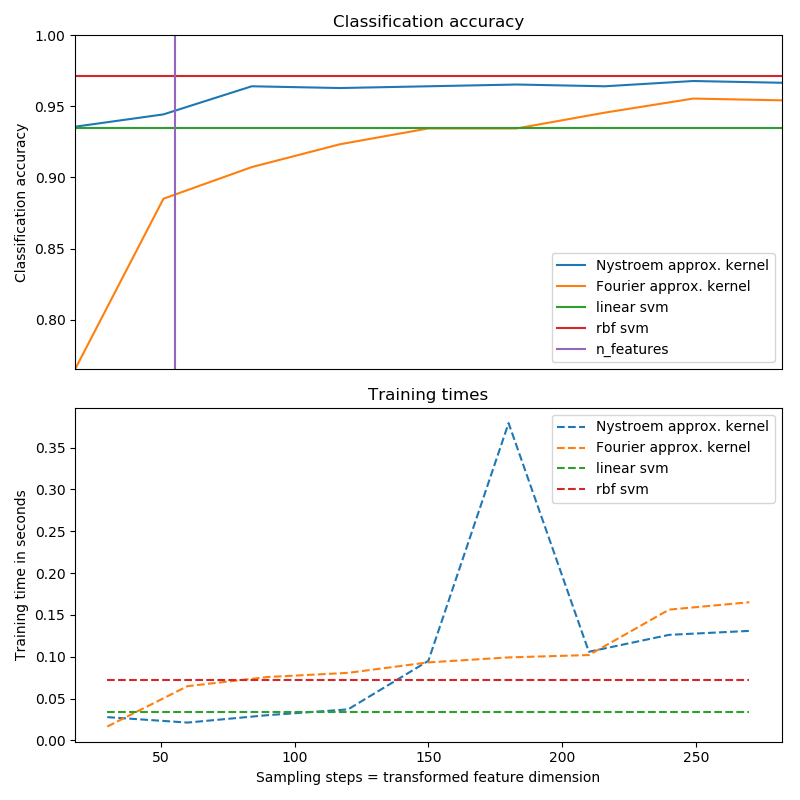 Classification accuracy
1.00
0.95
0.90
0.85
0.80
Classification accuracy
Nystroem approx. kernel
Fourier approx. kernel
linear svm
rbf svm
n_features
Training times
0.35
0.30
0.25
0.20
0.15
0.10
0.05
0.00
Training time in seconds
Nystroem approx. kernel
Fourier approx. kernel
linear svm
rbf svm
50 100 150 200 250
Sampling steps = transformed feature dimension